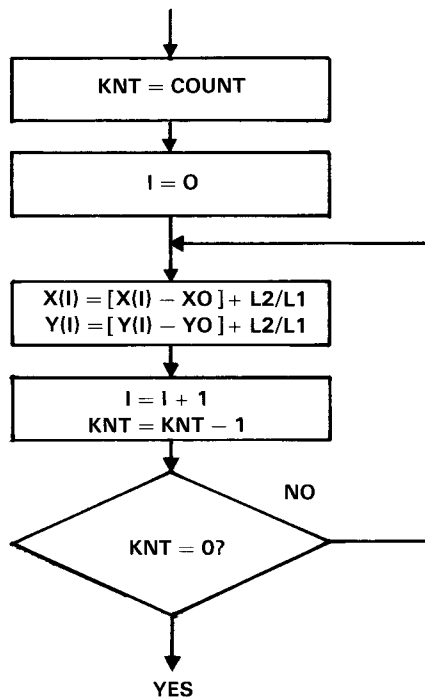 KNT = COUNT
I = O
X(I) = [X(I) – XO] + L2/L1
Y(I) = [Y(I) – YO] + L2/L1
I = I + 1
KNT = KNT – 1
NO
KNT = 0?
YES